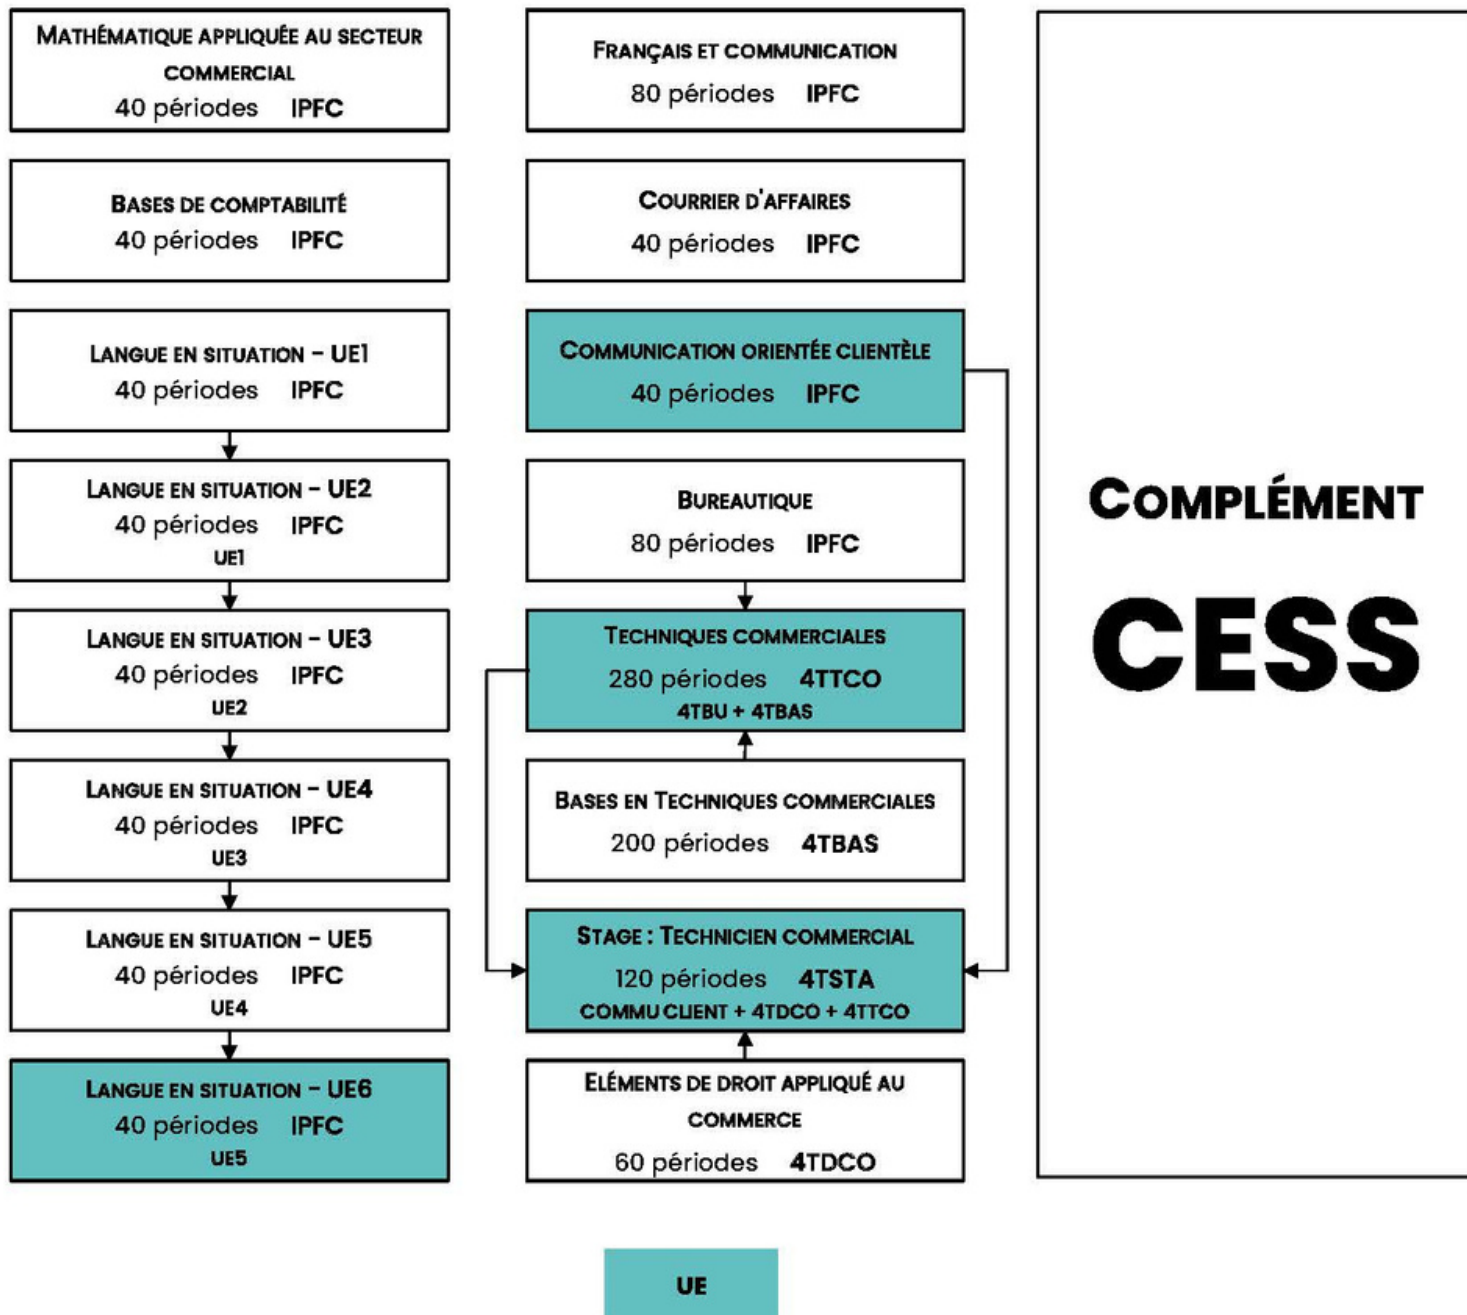 MATHÉMATIQUE APPLIQUÉE AU SECTEUR
COMMERCIAL
40 périodes IPFC
BASES DE COMPTABILITÉ
40 périodes IPFC
LANGUE EN SITUATION – UE1
40 périodes IPFC
LANGUE EN SITUATION – UE2
40 périodes IPFC
UE1
LANGUE EN SITUATION – UE3
40 périodes IPFC
UE2
LANGUE EN SITUATION – UE4
40 périodes IPFC
UE3
LANGUE EN SITUATION – UE5
40 périodes IPFC
UE4
LANGUE EN SITUATION – UE6
40 périodes IPFC
UE5
FRANÇAIS ET COMMUNICATION
80 périodes IPFC
COURRIER D'AFFAIRES
40 périodes IPFC
COMMUNICATION ORIENTÉE CLIENTÈLE
40 périodes IPFC
BUREAUTIQUE
80 périodes IPFC
TECHNIQUES COMMERCIALES
280 périodes 4TTCO
4TBU + 4TBAS
BASES EN TECHNIQUES COMMERCIALES
200 périodes 4TBAS
STAGE : TECHNICIEN COMMERCIAL
120 périodes 4TSTA
COMMU CLIENT + 4TDCO + 4TTCO
ELÉMENTS DE DROIT APPLIQUÉ AU
COMMERCE
60 périodes 4TDCO
COMPLÉMENT
CESS
UE